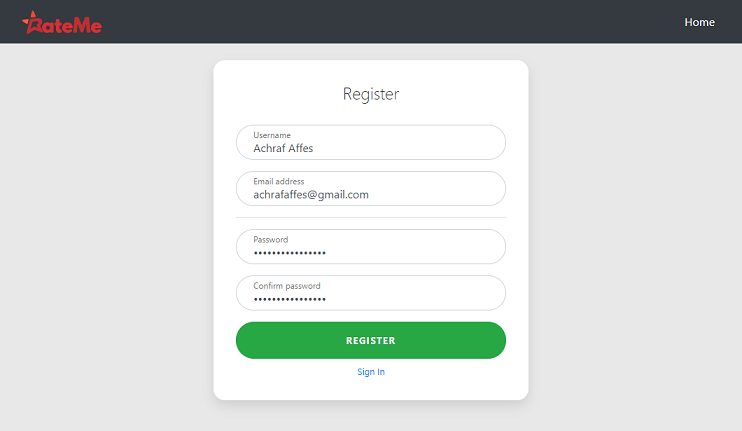 RateMe
Home
Register
Username
Achraf Affes
Email address
achrafaffes@gmail.com
Password
••••••••••••••••
Confirm password
••••••••••••••••
REGISTER
Sign In